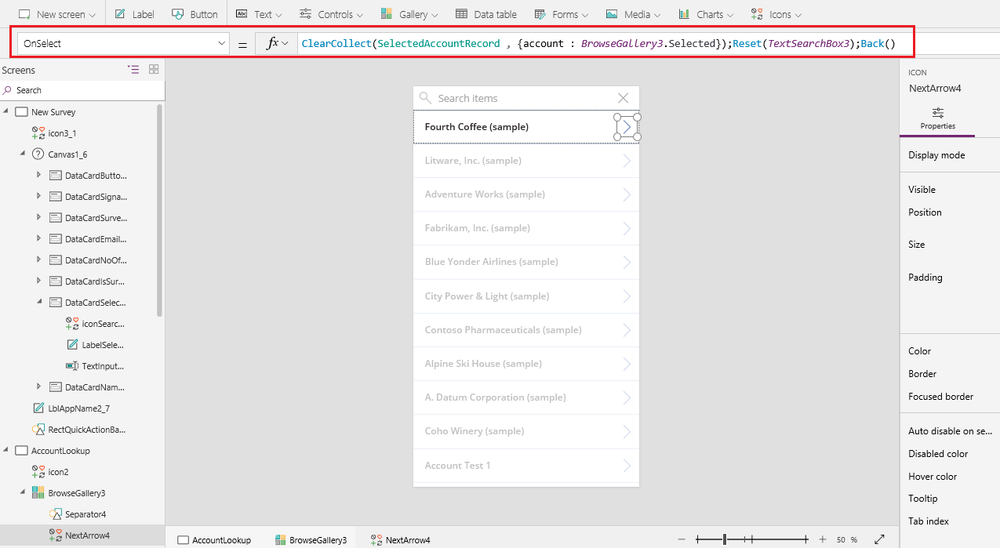 New screen
Label
Button
Text
Controls
Gallery
Data table
Forms
Media
Charts
Icons
OnSelect
=
fx
ClearCollect(SelectedAccountRecord , {account : BrowseGallery3.Selected});Reset(TextSearchBox3);Back()
Screens
Search
New Survey
icon3_1
Canvas1_6
DataCardButto...
DataCardSigna...
DataCardSurve...
DataCardEmail...
DataCardNoOf...
DataCardIsSur...
DataCardSelec...
iconSearc...
LabelSele...
TextInput...
DataCardNam...
LblAppName2_7
RectQuickActionBa...
AccountLookup
icon2
BrowseGallery3
Separator4
NextArrow4
Search items
Fourth Coffee (sample)
Litware, Inc. (sample)
Adventure Works (sample)
Fabrikam, Inc. (sample)
Blue Yonder Airlines (sample)
City Power & Light (sample)
Contoso Pharmaceuticals (sample)
Alpine Ski House (sample)
A. Datum Corporation (sample)
Coho Winery (sample)
Account Test 1
AccountLookup
BrowseGallery3
NextArrow4
50 %
ICON
NextArrow4
Properties
Display mode
Visible
Position
Size
Padding
Color
Border
Focused border
Auto disable on se...
Disabled color
Hover color
Tooltip
Tab index